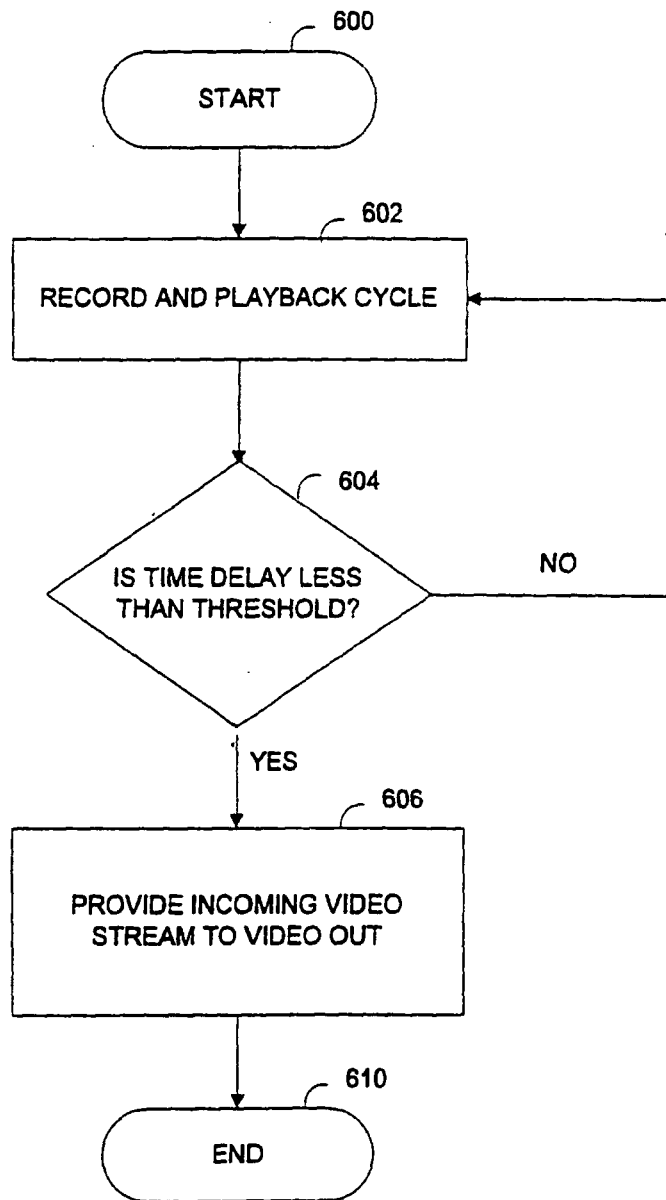 600
START
602
RECORD AND PLAYBACK CYCLE
604
IS TIME DELAY LESS
THAN THRESHOLD?
NO
YES
606
PROVIDE INCOMING VIDEO
STREAM TO VIDEO OUT
610
END